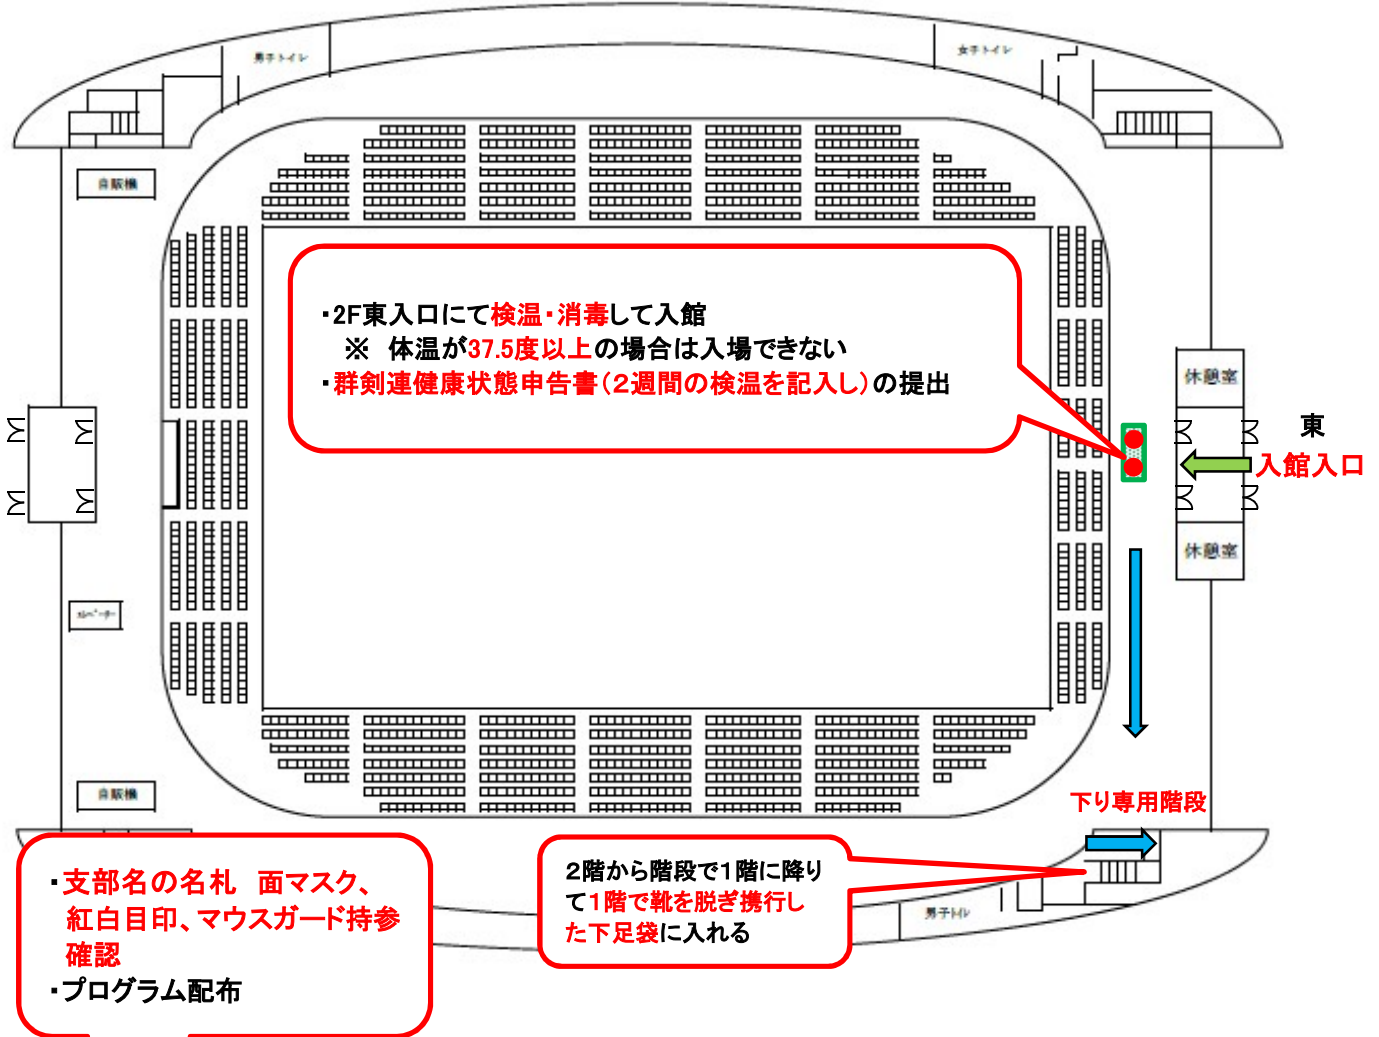 男子トイレ
女子トイレ
自販機
・2F東入口にて検温・消毒して入館
※ 体温が37.5度以上の場合は入場できない
・群剣連健康状態申告書（２週間の検温を記入し）の提出
休憩室
東
入館入口
休憩室
エレベーター
自販機
下り専用階段
・支部名の名札 面マスク、
紅白目印、マウスガード持参
確認
・プログラム配布
２階から階段で１階に降り
て１階で靴を脱ぎ携行し
た下足袋に入れる
男子トイレ